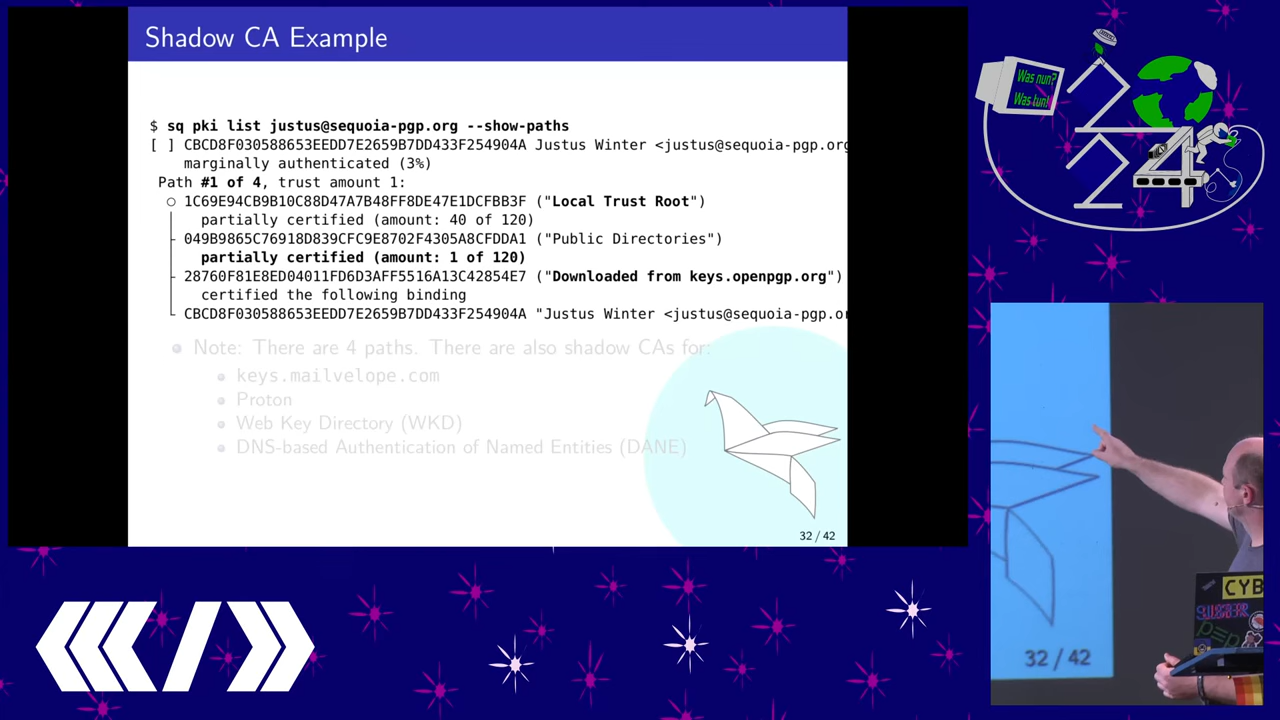 Shadow CA Example
$ sq pki list justus@sequoia-pgp.org --show-paths
[ ] CBCD8F030588653EEDD7E2659B7DD433F254904A Justus Winter <justus@sequoia-pgp.org
marginally authenticated (3%)
Path #1 of 4, trust amount 1:
1C69E94CB9B10C88D47A7B48FF8DE47E1DCFBB3F ("Local Trust Root")
partially certified (amount: 40 of 120)
049B9865C76918D839CFC9E8702F4305A8CFDDA1 ("Public Directories")
partially certified (amount: 1 of 120)
28760F81E8ED04011FD6D3AFF5516A13C42854E7 ("Downloaded from keys.openpgp.org")
certified the following binding
CBCD8F030588653EEDD7E2659B7DD433F254904A "Justus Winter <justus@sequoia-pgp.or
Note: There are 4 paths. There are also shadow CAs for:
keys.mailvelope.com
Proton
Web Key Directory (WKD)
DNS-based Authentication of Named Entities (DANE)
32 / 42
Was nun?
Was tun!
2024
32 / 42
CYB
pep